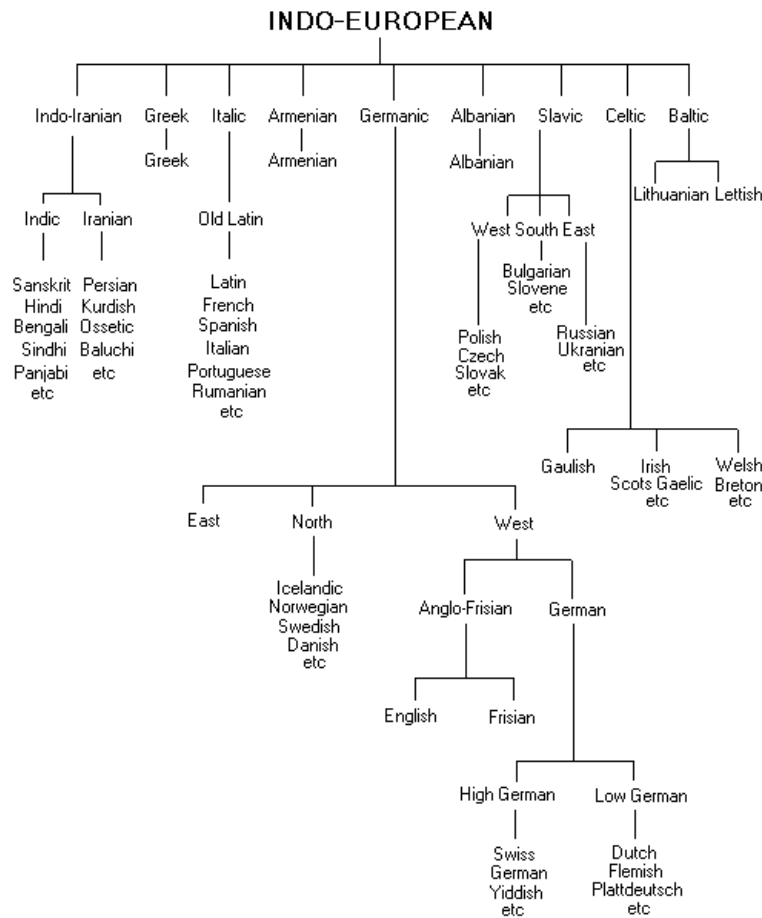 INDO-EUROPEAN
Indo-Iranian Greek Italic Armenian Germanic Albanian Slavic Celtic Baltic
Greek Armenian Albanian
Lithuanian Lettish
Indic Iranian Old Latin
West South East
Sanskrit
Hindi
Bengali
Sindhi
Panjabi
etc
Persian
Kurdish
Ossetic
Baluchi
etc
Latin
French
Spanish
Italian
Portuguese
Rumanian
etc
Polish
Czech
Slovak
etc
Bulgarian
Slovene
etc
Russian
Ukranian
etc
Gaulish
Irish
Scots Gaelic
etc
Welsh
Breton
etc
East North West
Icelandic
Norwegian
Swedish
Danish
etc
Anglo-Frisian German
English Frisian
High German Low German
Swiss
German
Yiddish
etc
Dutch
Flemish
Plattdeutsch
etc